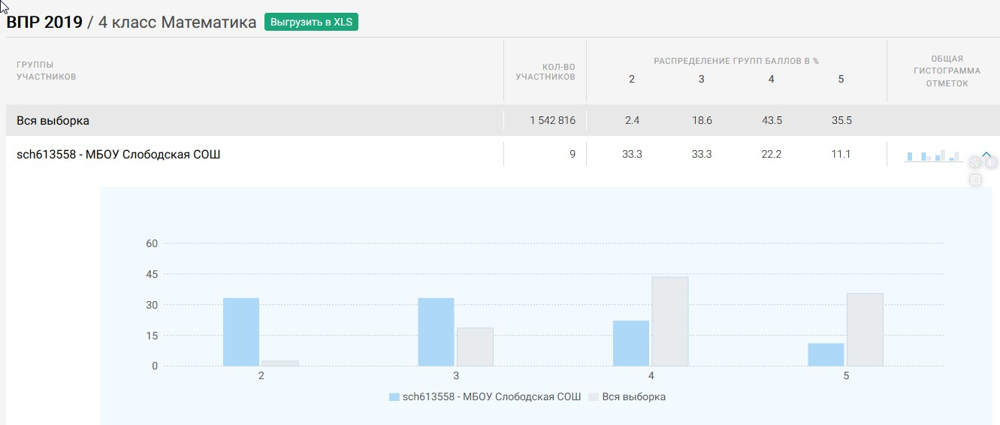 ВПР 2019 / 4 класс Математика Выгрузить в XLS
ГРУППЫ
УЧАСТНИКОВ
КОЛ-ВО
УЧАСТНИКОВ
РАСПРЕДЕЛЕНИЕ ГРУПП БАЛЛОВ В %
2 3 4 5
ОБЩАЯ
ГИСТОГРАММА
ОТМЕТОК
Вся выборка 1 542 816 2.4 18.6 43.5 35.5
sch613558 - МБОУ Слободская СОШ 9 33.3 33.3 22.2 11.1
60
45
30
15
0
2 3 4 5
sch613558 - МБОУ Слободская СОШ Вся выборка